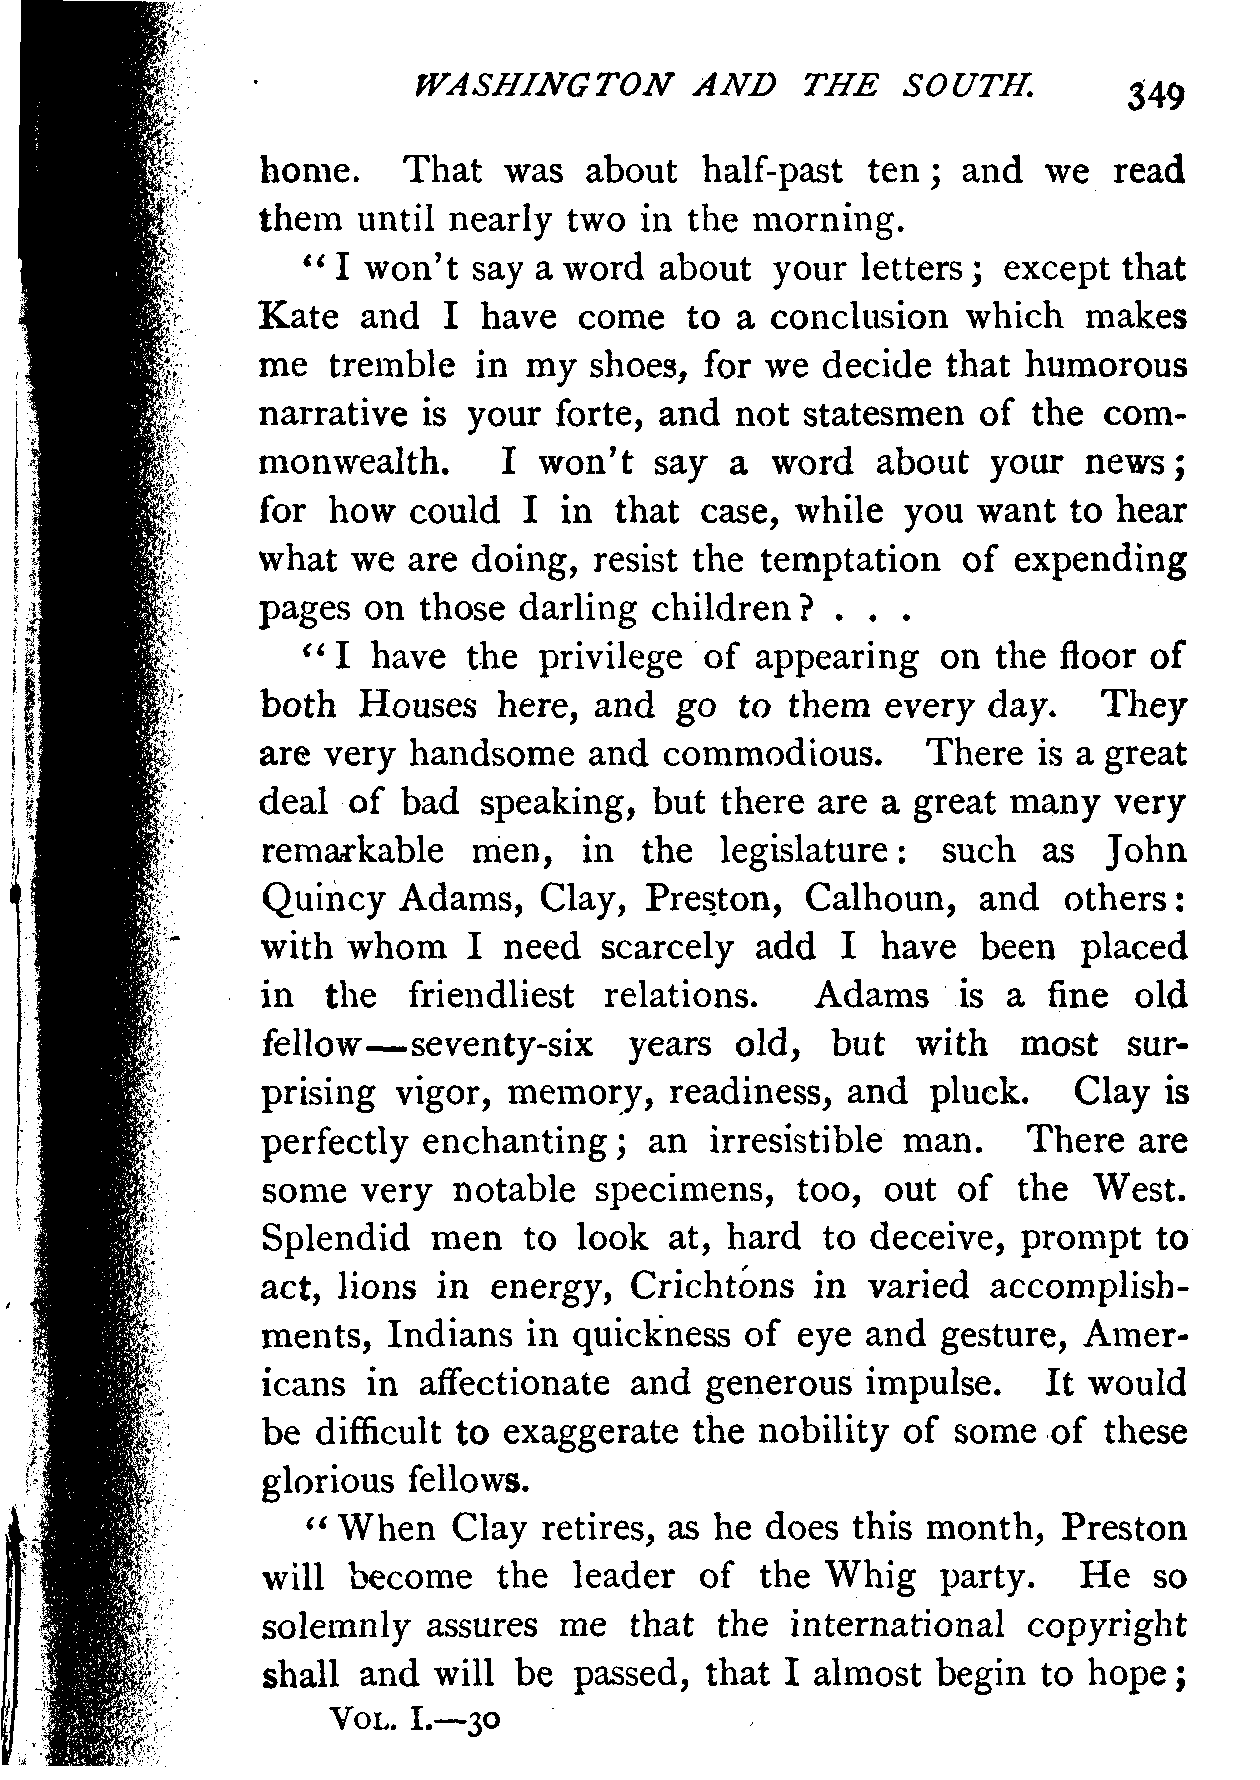 WASHINGTON AND THE SOUTH. 349
home. That was about half-past ten; and we read
them until nearly two in the morning.
“I won't say a word about your letters; except that
Kate and I have come to a conclusion which makes
me tremble in my shoes, for we decide that humorous
narrative is your forte, and not statesmen of the com-
monwealth. I won't say a word about your news;
for how could I in that case, while you want to hear
what we are doing, resist the temptation of expending
pages on those darling children? . . .
“I have the privilege of appearing on the floor of
both Houses here, and go to them every day. They
are very handsome and commodious. There is a great
deal of bad speaking, but there are a great many very
remarkable men, in the legislature: such as John
Quincy Adams, Clay, Preston, Calhoun, and others:
with whom I need scarcely add I have been placed
in the friendliest relations. Adams is a fine old
fellow—seventy-six years old, but with most sur-
prising vigor, memory, readiness, and pluck. Clay is
perfectly enchanting; an irresistible man. There are
some very notable specimens, too, out of the West.
Splendid men to look at, hard to deceive, prompt to
act, lions in energy, Crichtons in varied accomplish-
ments, Indians in quickness of eye and gesture, Amer-
icans in affectionate and generous impulse. It would
be difficult to exaggerate the nobility of some of these
glorious fellows.
“When Clay retires, as he does this month, Preston
will become the leader of the Whig party. He so
solemnly assures me that the international copyright
shall and will be passed, that I almost begin to hope;
VOL. I.—30